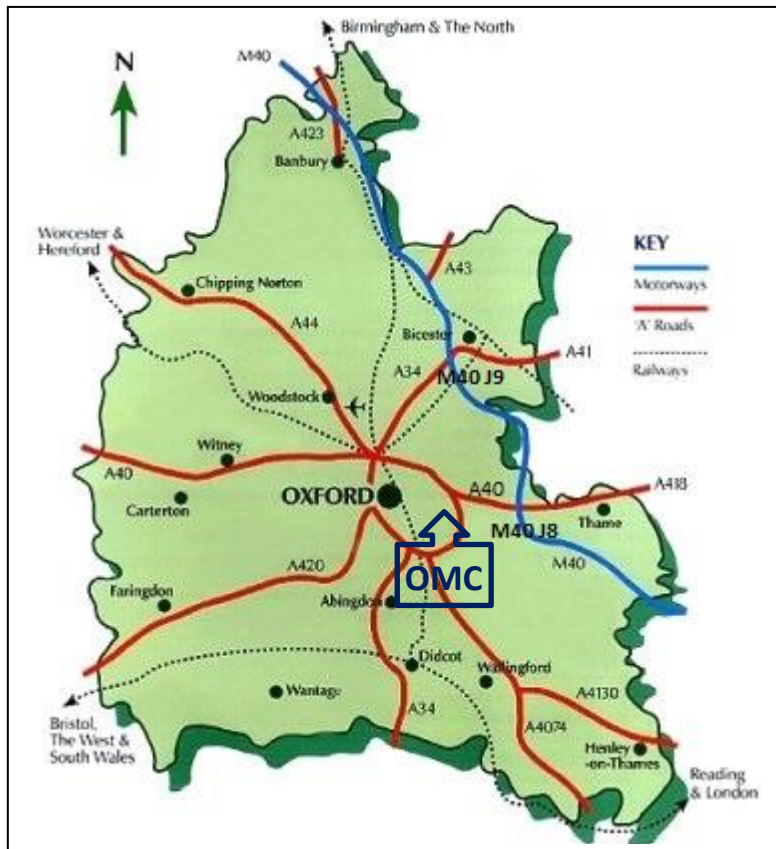 Birmingham & The North
M40
N
A423
Banbury
Worcester &
Hereford
KEY
A43
Motorways
Chipping Norton
A44
Bicester
'A' Roads
A41
A34
Railways
M40 J9
Woodstock
Witney
A40
A40
A418
OXFORD
Carterton
Thame
M40 J8
A420
OMC
M40
Faringdon
Abingdon
Didcot
Wallingford
Wantage
A4130
A34
A4074
Bristol,
The West &
South Wales
Henley
-on-Thames
Reading
& London